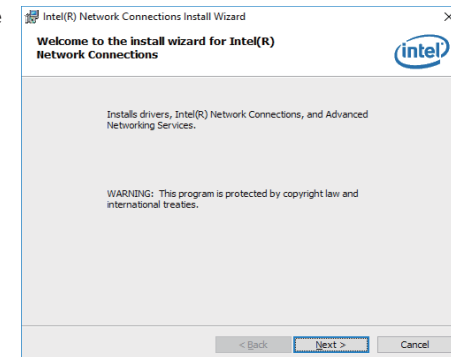 e
Intel(R) Network Connections Install Wizard
Welcome to the install wizard for Intel(R)
Network Connections
intel
Installs drivers, Intel(R) Network Connections, and Advanced
Networking Services.
WARNING: This program is protected by copyright law and
international treaties.
< Back Next > Cancel